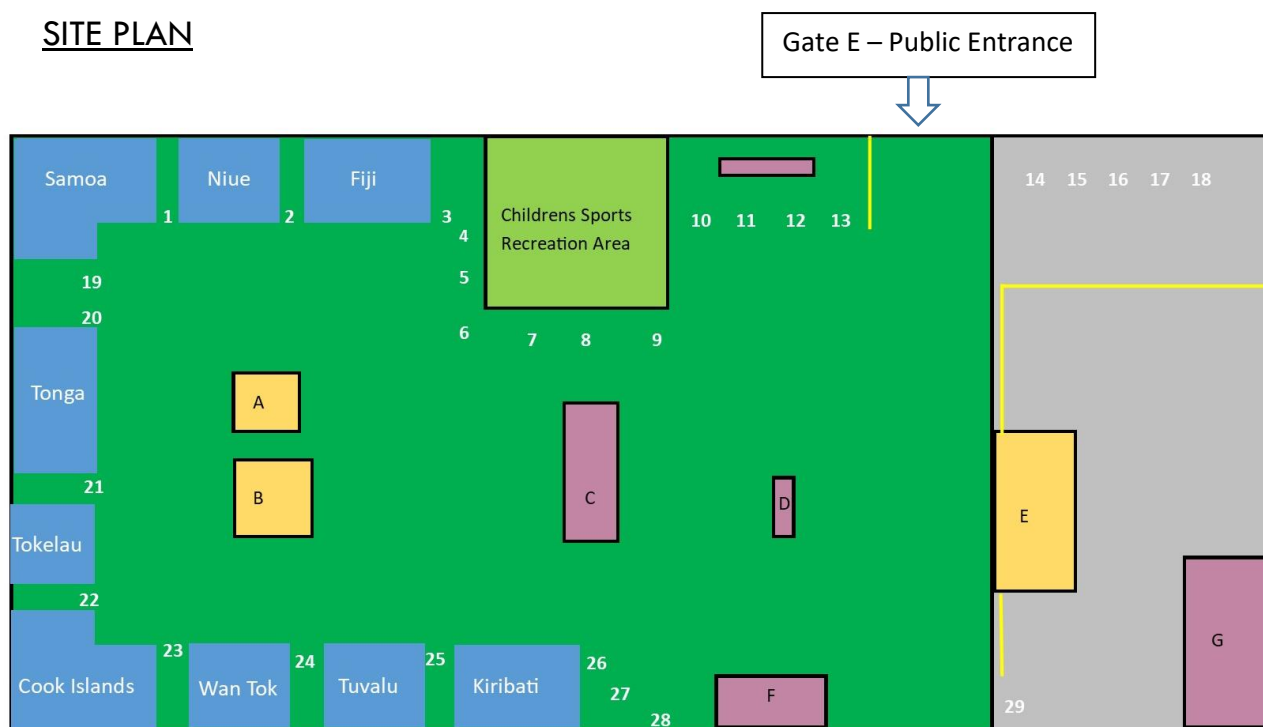 SITE PLAN
Gate E – Public Entrance
Samoa
Niue
Fiji
1
2
3
4
5
6
Childrens Sports
Recreation Area
7
8
9
10
11
12
13
14
15
16
17
18
19
20
Tonga
A
B
C
D
E
21
Tokelau
22
Cook Islands
23
Wan Tok
24
Tuvalu
25
Kiribati
26
27
28
F
29
G